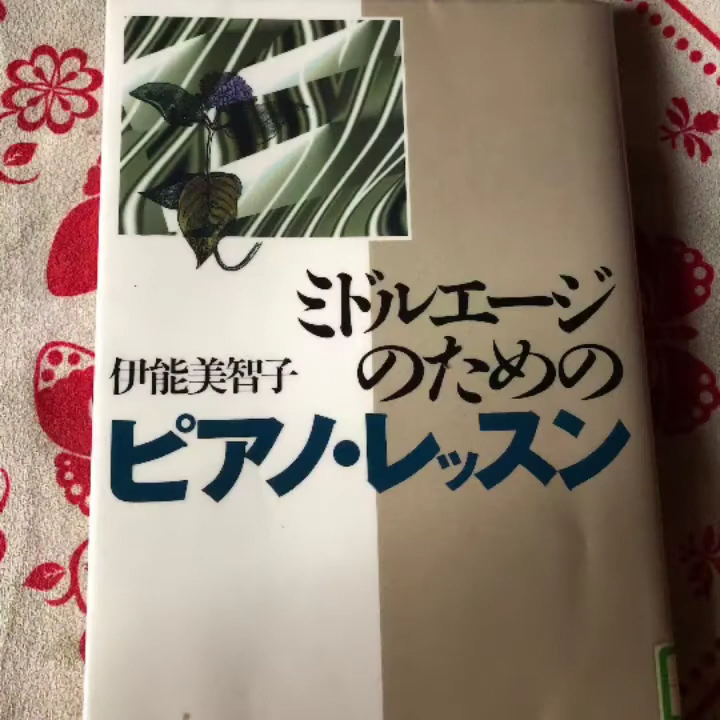 ミドルエージ
のための
伊能美智子
ピアノ・レッスン